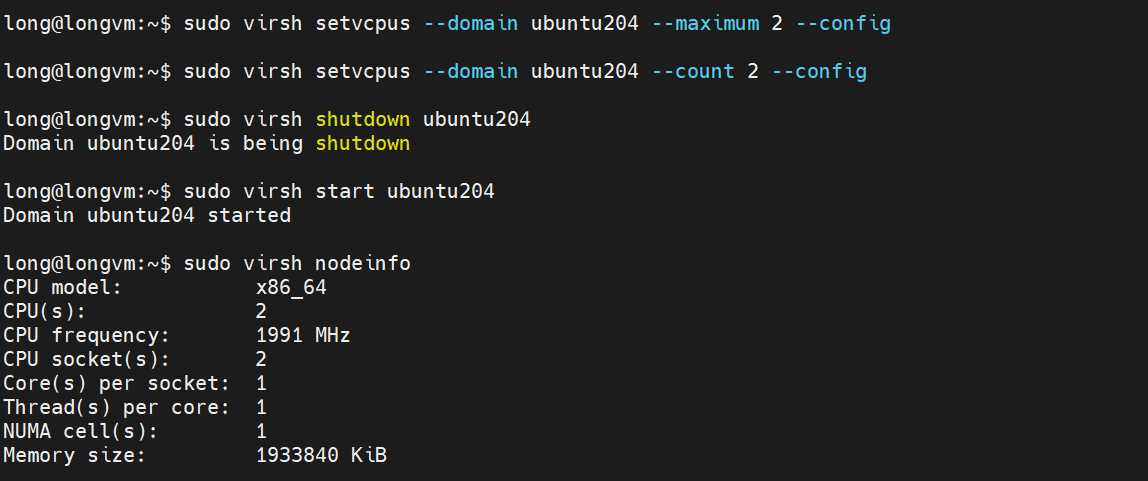 long@longvm:~$ sudo virsh setvcpus --domain ubuntu204 --maximum 2 --config
long@longvm:~$ sudo virsh setvcpus --domain ubuntu204 --count 2 --config
long@longvm:~$ sudo virsh shutdown ubuntu204
Domain ubuntu204 is being shutdown
long@longvm:~$ sudo virsh start ubuntu204
Domain ubuntu204 started
long@longvm:~$ sudo virsh nodeinfo
CPU model:           x86_64
CPU(s):              2
CPU frequency:       1991 MHz
CPU socket(s):       2
Core(s) per socket:  1
Thread(s) per core:  1
NUMA cell(s):        1
Memory size:         1933840 KiB